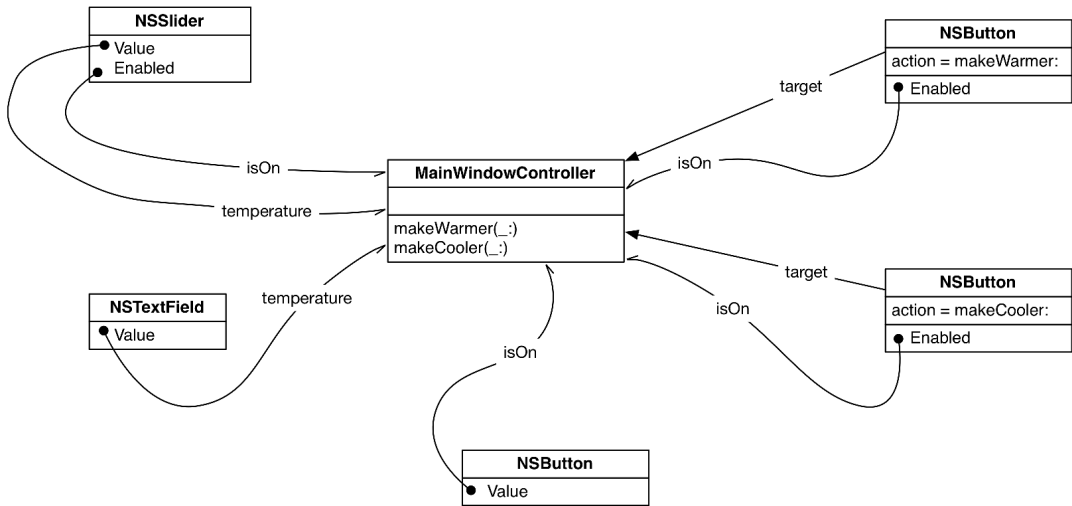 NSSlider
Value
Enabled
NSButton
action = makeWarmer:
Enabled
target
isOn
isOn
temperature
MainWindowController
makeWarmer(_:)
makeCooler(_:)
target
isOn
NSButton
action = makeCooler:
Enabled
temperature
NSTextField
Value
isOn
NSButton
Value